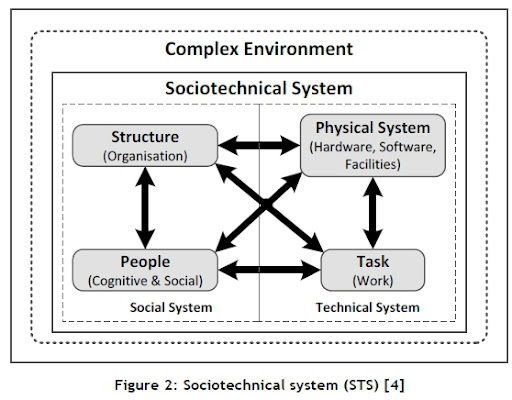 Complex Environment
Sociotechnical System
Structure
(Organisation)
Physical System
(Hardware, Software,
Facilities)
People
(Cognitive & Social)
Task
(Work)
Social System
Technical System
Figure 2: Sociotechnical system (STS) [4]